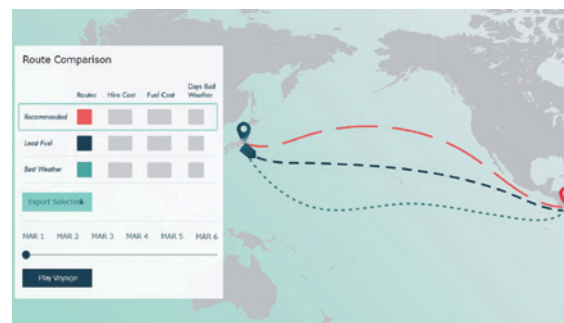 Route Comparison
Routes Hire Cost Fuel Cost Days Bad Weather
Recommended
Least Fuel
Best Weather
Export Selected
MAR 1 MAR 2 MAR 3 MAR 4 MAR 5 MAR 6
Play Voyage